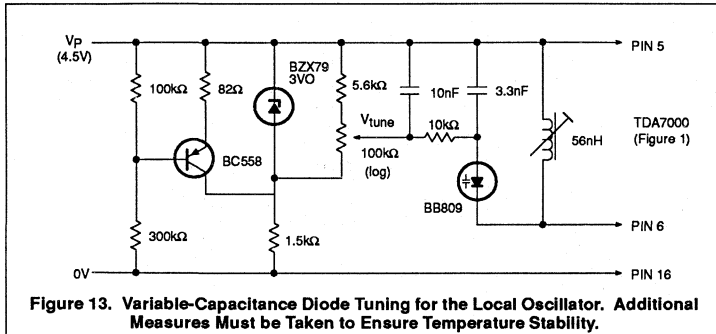 VP
(4.5V)
BZX79
3VO
PIN 5
100kΩ
82Ω
5.6kΩ
10nF
3.3nF
Vtune
10kΩ
TDA7000
(Figure 1)
56nH
BC558
100kΩ
(log)
BB809
300kΩ
1.5kΩ
PIN 6
0V
PIN 16
Figure 13. Variable-Capacitance Diode Tuning for the Local Oscillator. Additional
Measures Must be Taken to Ensure Temperature Stability.